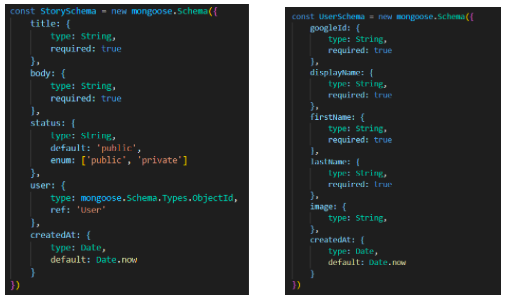 const StorySchema = new mongoose.Schema({
title: {
type: String,
required: true
},
body: {
type: String,
required: true
},
status: {
type: String,
default: 'public',
enum: ['public', 'private']
},
user: {
type: mongoose.Schema.Types.ObjectId,
ref: 'User'
},
createdAt: {
type: Date,
default: Date.now
}
})
const UserSchema = new mongoose.Schema({
googleId: {
type: String,
required: true
},
displayName: {
type: String,
required: true
},
firstName: {
type: String,
required: true
},
lastName: {
type: String,
required: true
},
image: {
type: String,
},
createdAt: {
type: Date,
default: Date.now
}
})